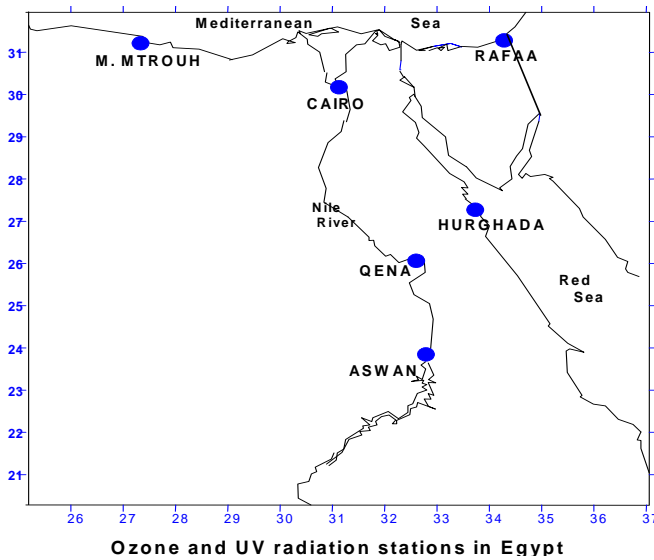 Mediterranean Sea
31
M. MTROUH
RAFAA
30
CAIRO
29
28
27
Nile
River
HURGHADA
26
QENA
25
Red
Sea
24
ASWAN
23
22
21
26 27 28 29 30 31 32 33 34 35 36 37
Ozone and UV radiation stations in Egypt